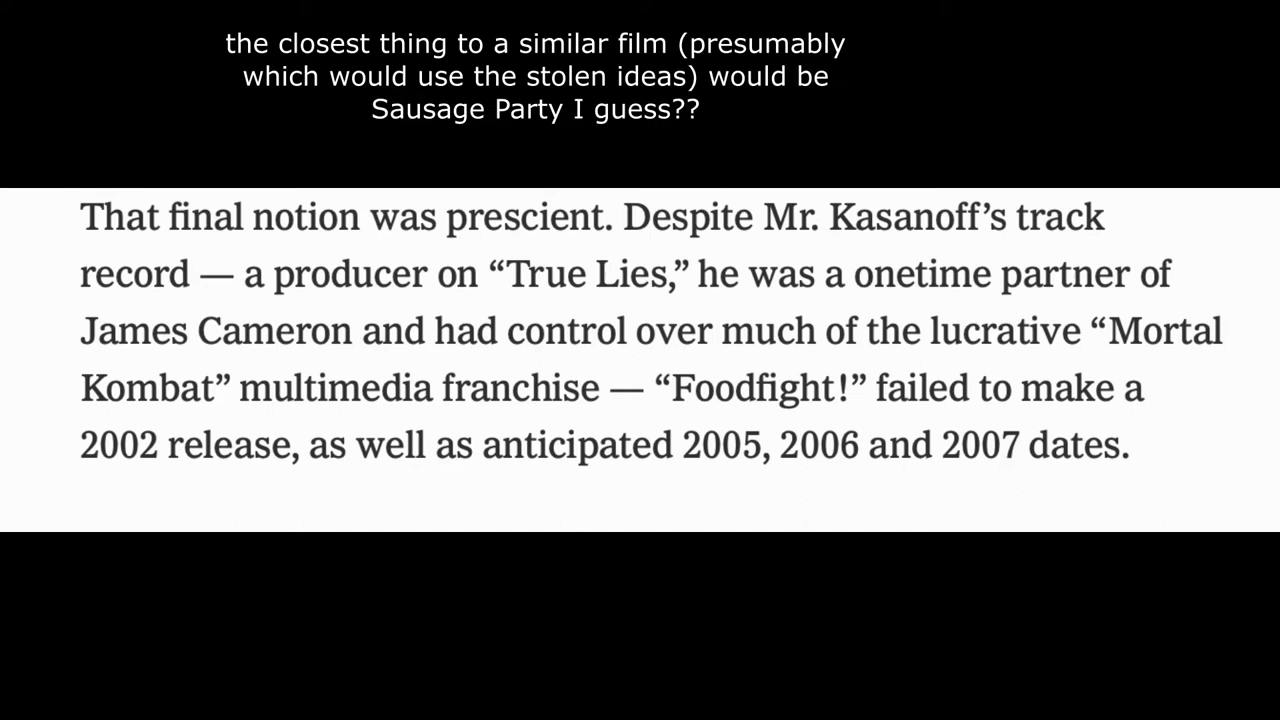 the closest thing to a similar film (presumably
which would use the stolen ideas) would be
Sausage Party I guess??
That final notion was prescient. Despite Mr. Kasanoff’s track
record — a producer on “True Lies,” he was a onetime partner of
James Cameron and had control over much of the lucrative “Mortal
Kombat” multimedia franchise — “Foodfight!” failed to make a
2002 release, as well as anticipated 2005, 2006 and 2007 dates.